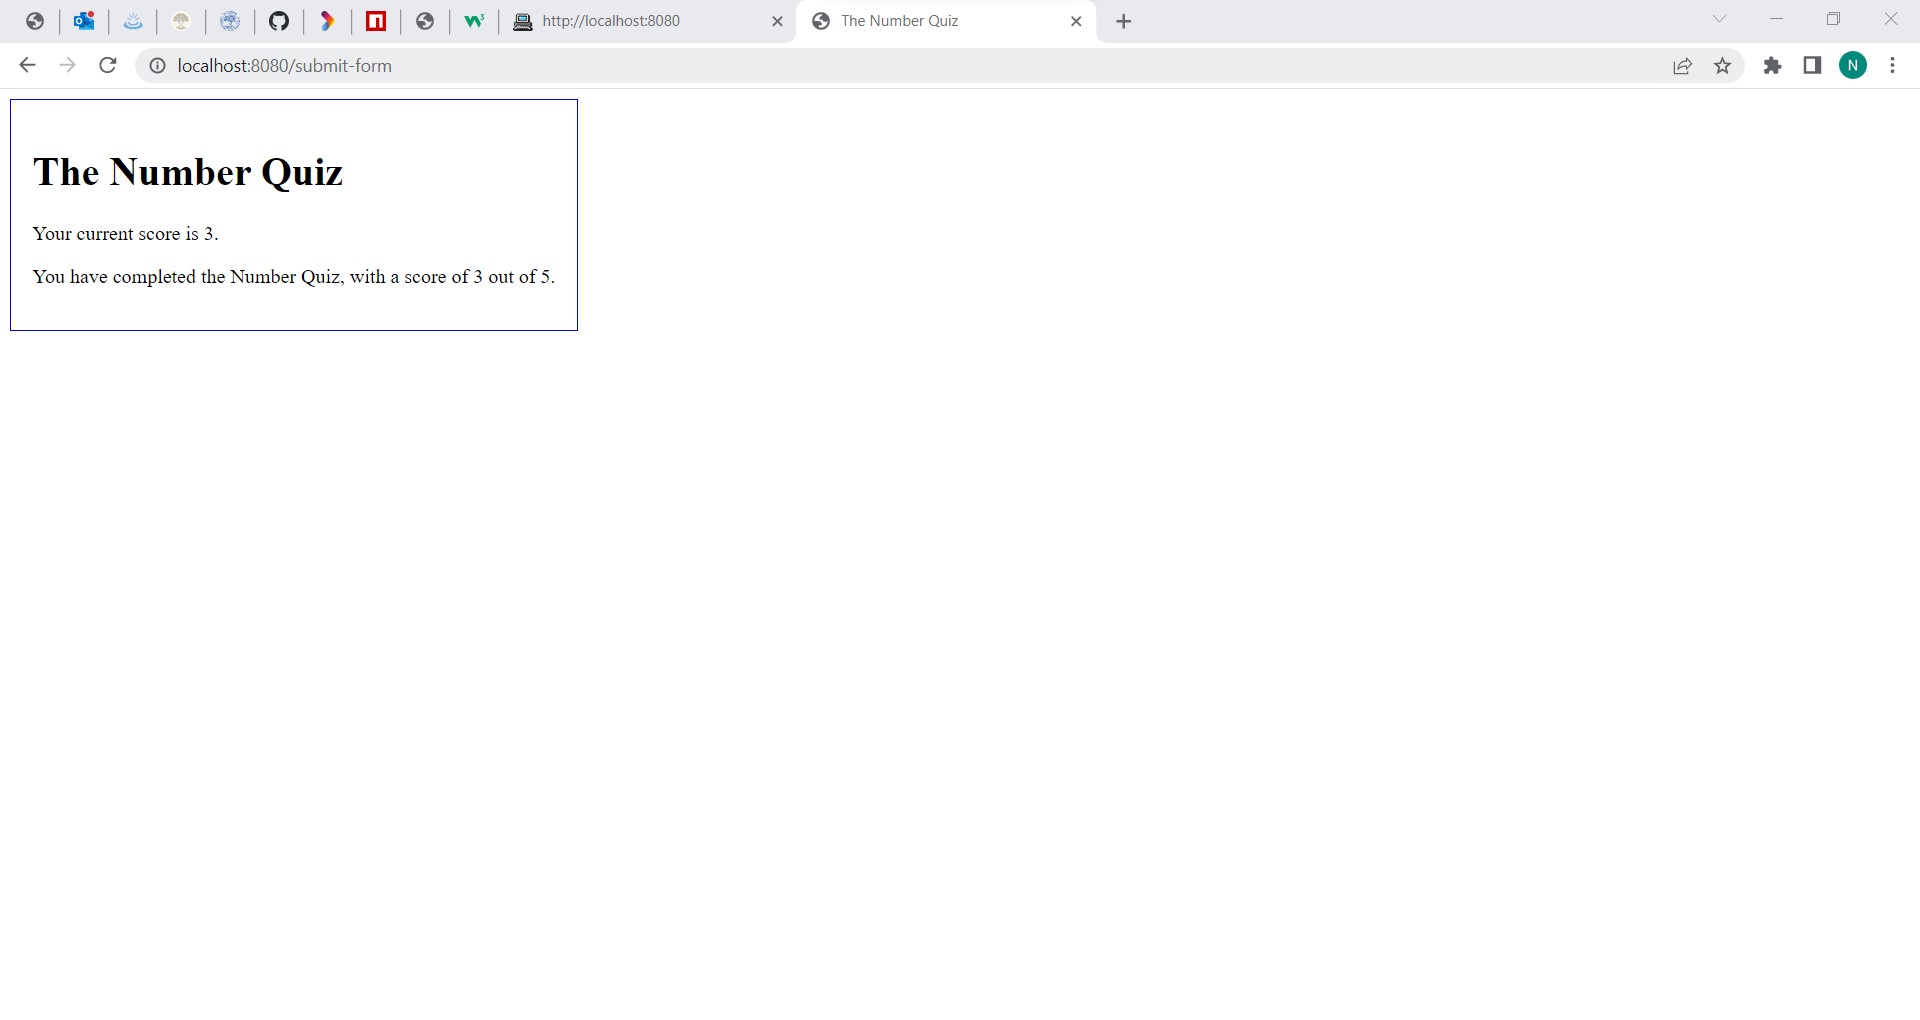 http://localhost:8080
The Number Quiz
localhost:8080/submit-form
N
The Number Quiz
Your current score is 3.
You have completed the Number Quiz, with a score of 3 out of 5.